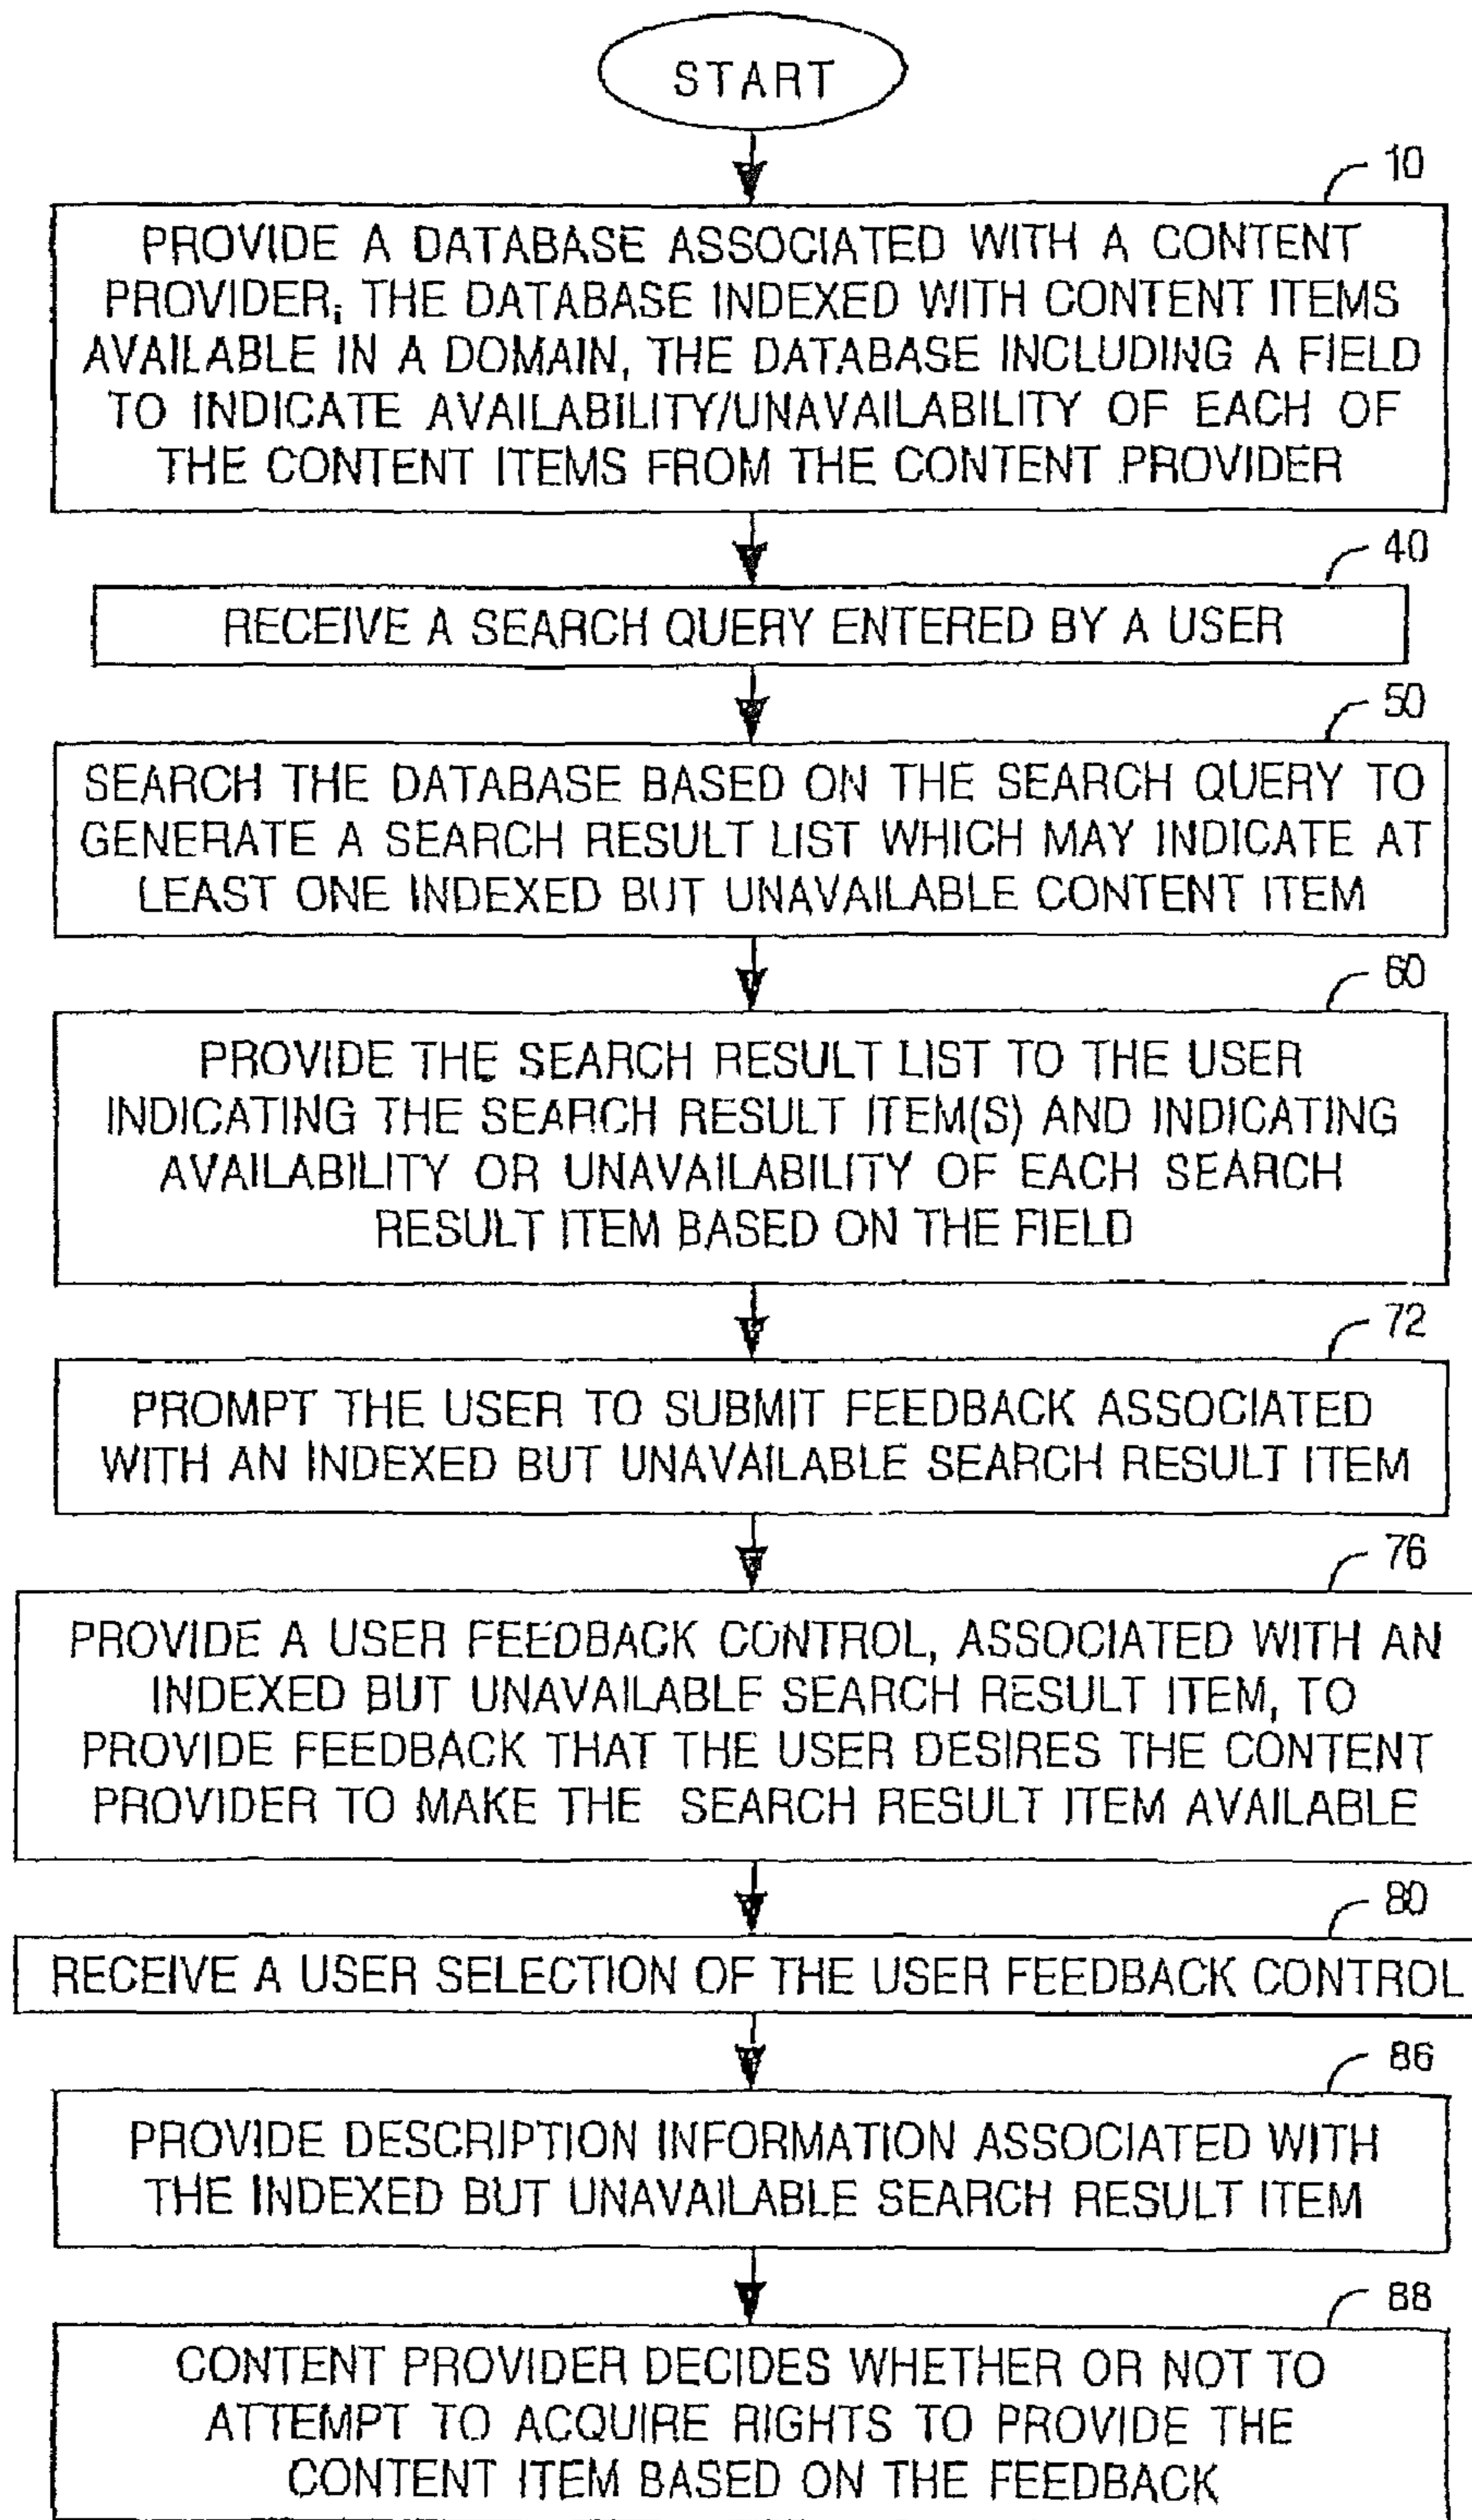 START
10
PROVIDE A DATABASE ASSOCIATED WITH A CONTENT
PROVIDER, THE DATABASE INDEXED WITH CONTENT ITEMS
AVAILABLE IN A DOMAIN, THE DATABASE INCLUDING A FIELD
TO INDICATE AVAILABILITY/UNAVAILABILITY OF EACH OF
THE CONTENT ITEMS FROM THE CONTENT PROVIDER
40
RECEIVE A SEARCH QUERY ENTERED BY A USER
50
SEARCH THE DATABASE BASED ON THE SEARCH QUERY TO
GENERATE A SEARCH RESULT LIST WHICH MAY INDICATE AT
LEAST ONE INDEXED BUT UNAVAILABLE CONTENT ITEM
60
PROVIDE THE SEARCH RESULT LIST TO THE USER
INDICATING THE SEARCH RESULT ITEM(S) AND INDICATING
AVAILABILITY OR UNAVAILABILITY OF EACH SEARCH
RESULT ITEM BASED ON THE FIELD
72
PROMPT THE USER TO SUBMIT FEEDBACK ASSOCIATED
WITH AN INDEXED BUT UNAVAILABLE SEARCH RESULT ITEM
76
PROVIDE A USER FEEDBACK CONTROL, ASSOCIATED WITH AN
INDEXED BUT UNAVAILABLE SEARCH RESULT ITEM, TO
PROVIDE FEEDBACK THAT THE USER DESIRES THE CONTENT
PROVIDER TO MAKE THE SEARCH RESULT ITEM AVAILABLE
80
RECEIVE A USER SELECTION OF THE USER FEEDBACK CONTROL
86
PROVIDE DESCRIPTION INFORMATION ASSOCIATED WITH
THE INDEXED BUT UNAVAILABLE SEARCH RESULT ITEM
88
CONTENT PROVIDER DECIDES WHETHER OR NOT TO
ATTEMPT TO ACQUIRE RIGHTS TO PROVIDE THE
CONTENT ITEM BASED ON THE FEEDBACK